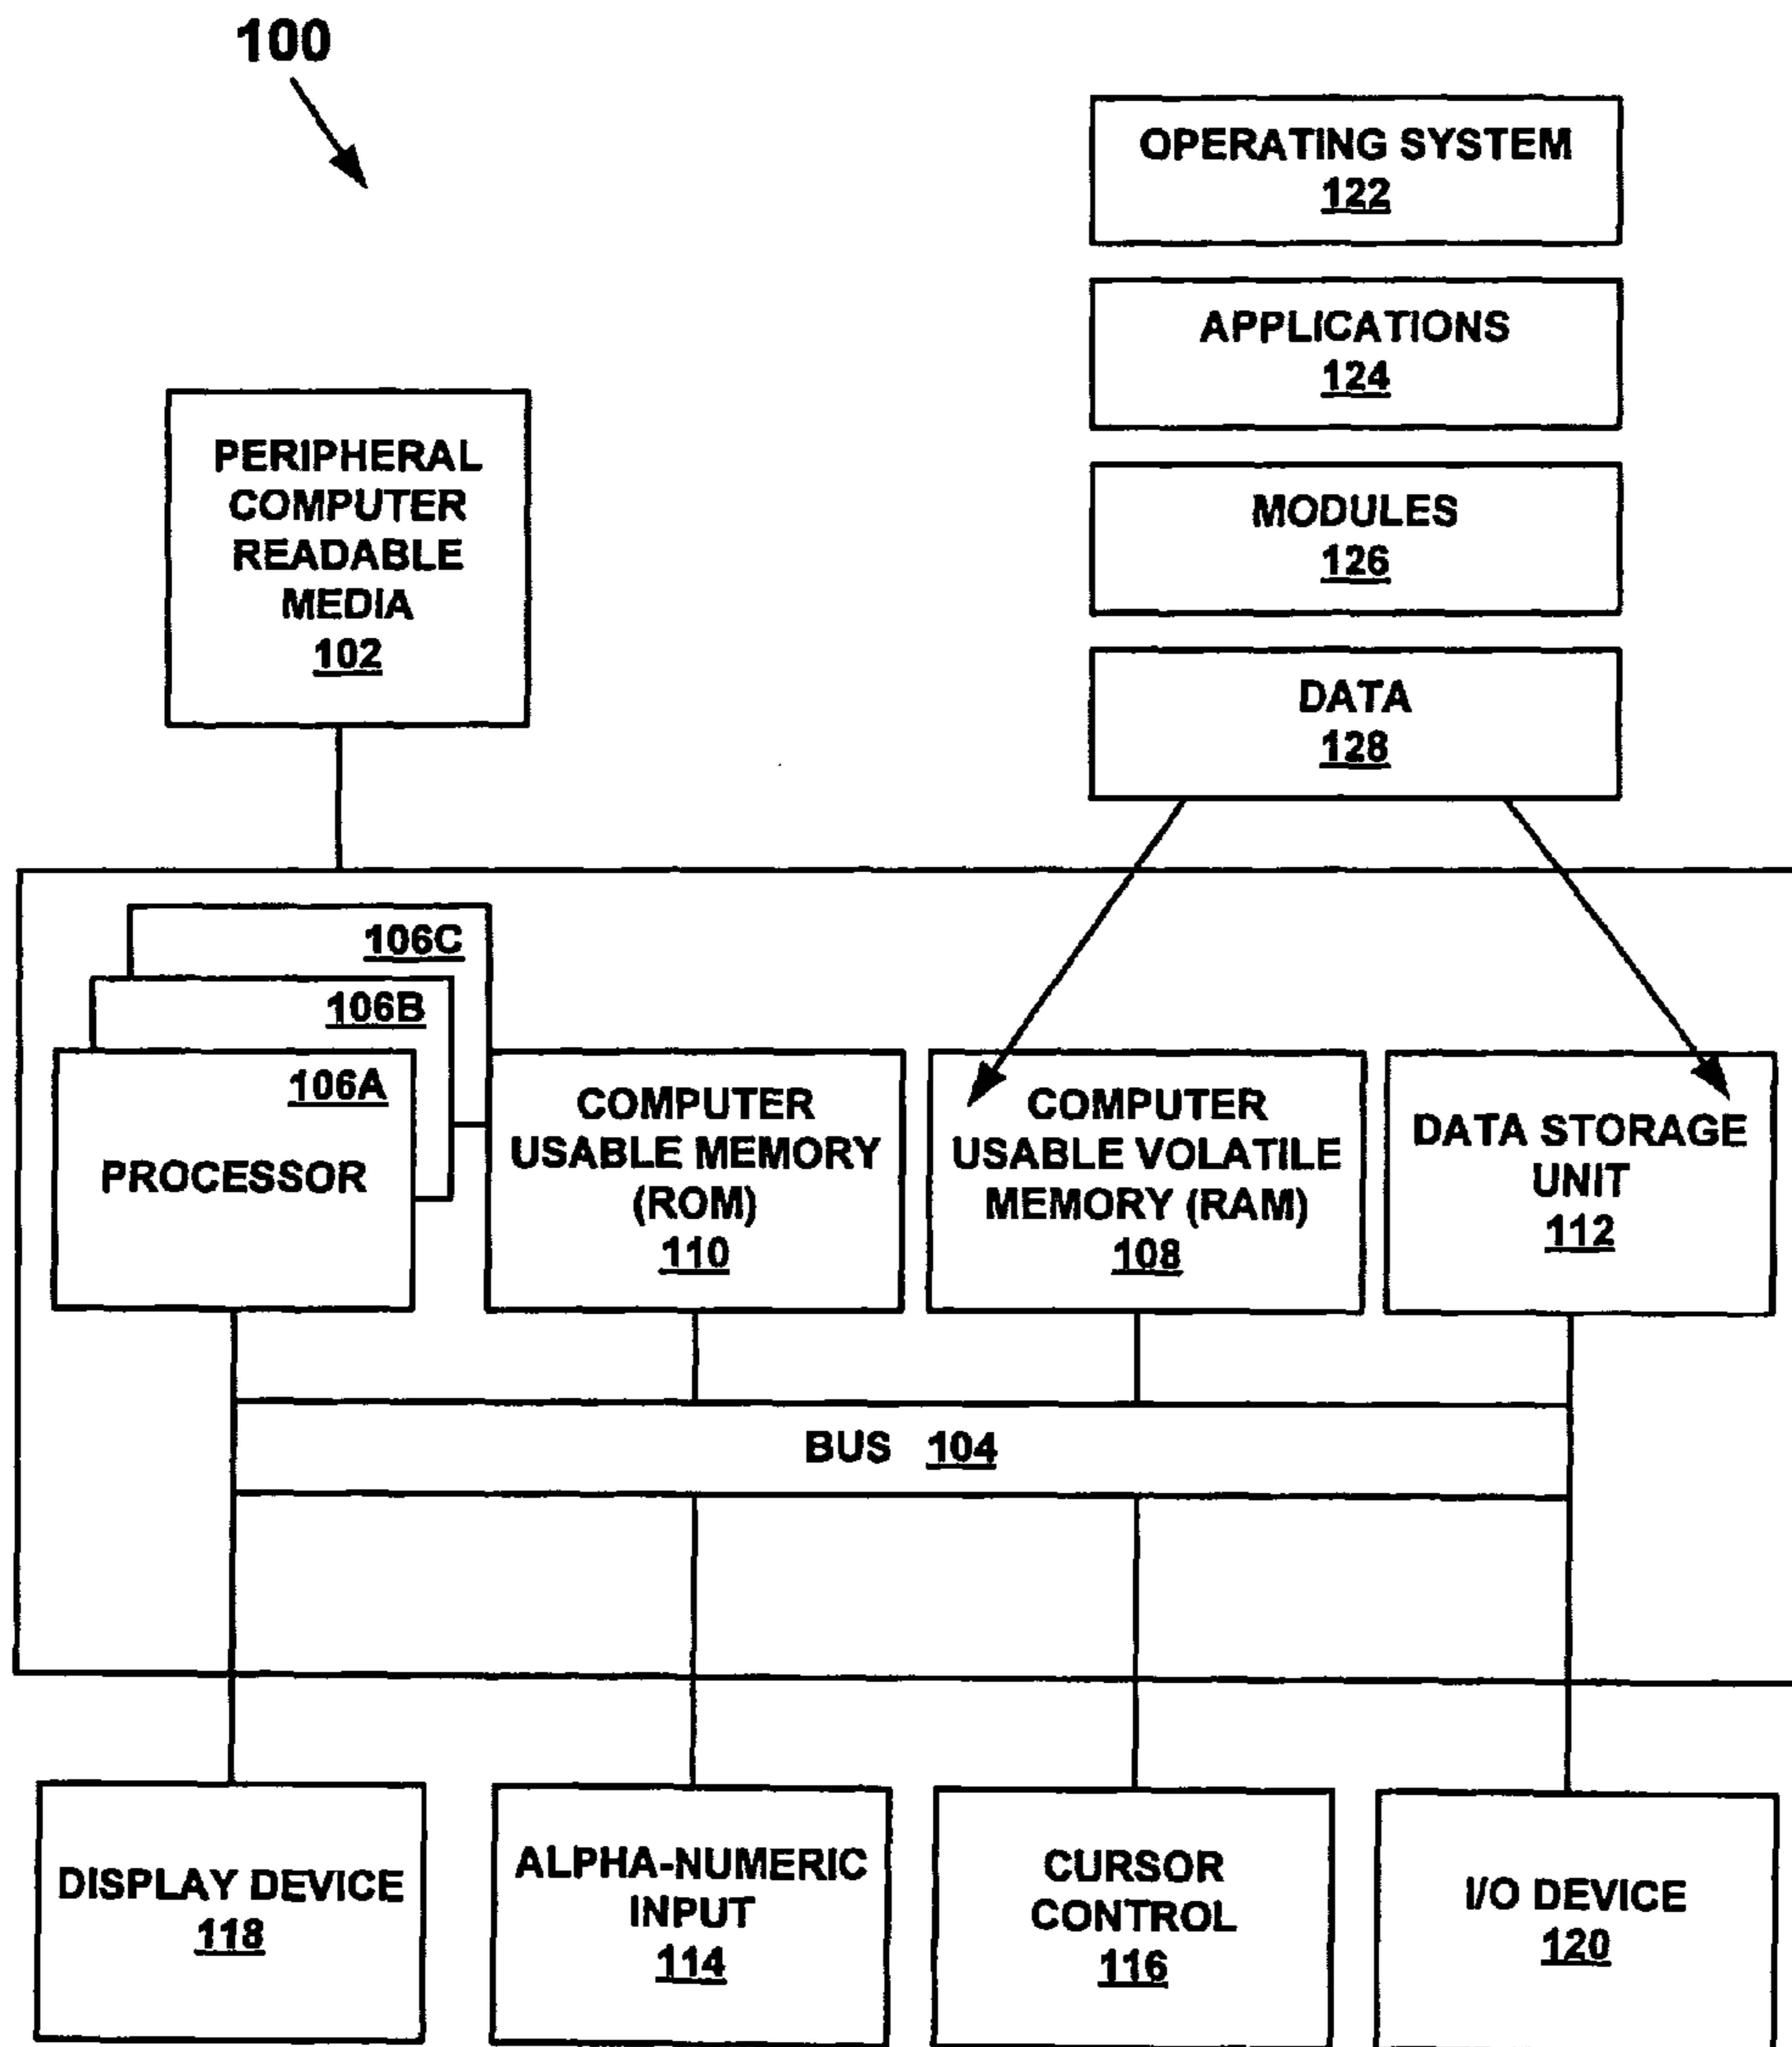 100
OPERATING SYSTEM
122
APPLICATIONS
124
PERIPHERAL
COMPUTER
READABLE
MEDIA
102
MODULES
126
DATA
128
106C
106B
106A
PROCESSOR
COMPUTER
USABLE MEMORY
(ROM)
110
COMPUTER
USABLE VOLATILE
MEMORY (RAM)
108
DATA STORAGE
UNIT
112
BUS 104
DISPLAY DEVICE
118
ALPHA-NUMERIC
INPUT
114
CURSOR
CONTROL
116
I/O DEVICE
120